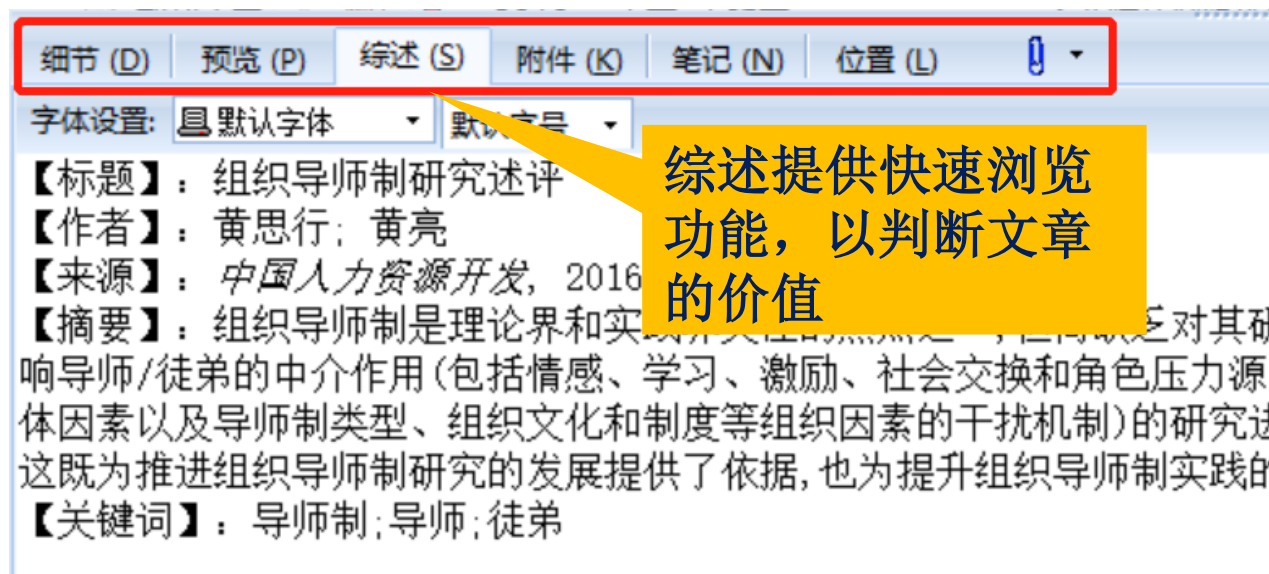 细节 (D) 预览 (P) 综述 (S) 附件 (K) 笔记 (N) 位置 (L)
字体设置: 默认字体 默认字号
综述提供快速浏览
功能，以判断文章
的价值
【标题】: 组织导师制研究述评
【作者】: 黄思行; 黄亮
【来源】: 中国人力资源开发, 2016
【摘要】: 组织导师制是理论界和实 乏对其研
响导师/徒弟的中介作用(包括情感、学习、激励、社会交换和角色压力源
体因素以及导师制类型、组织文化和制度等组织因素的干扰机制)的研究进
这既为推进组织导师制研究的发展提供了依据,也为提升组织导师制实践的
【关键词】: 导师制;导师;徒弟